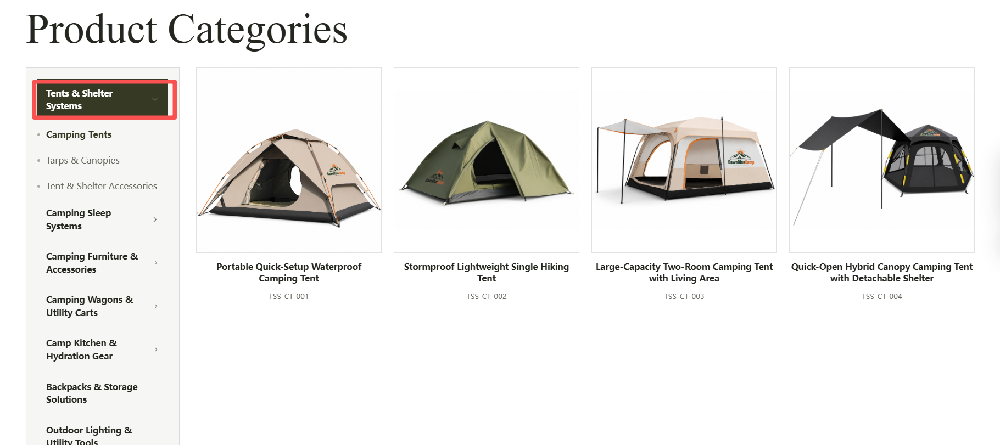 Product Categories
Tents & Shelter
Systems
Camping Tents
Tarps & Canopies
Tent & Shelter Accessories
Camping Sleep
Systems
Camping Furniture &
Accessories
Camping Wagons &
Utility Carts
Camp Kitchen &
Hydration Gear
Backpacks & Storage
Solutions
Outdoor Lighting &
Utility Tools
DawnRiseCamp
Portable Quick-Setup Waterproof
Camping Tent
TSS-CT-001
DawnRiseCamp
Stormproof Lightweight Single Hiking
Tent
TSS-CT-002
DawnRiseCamp
Large-Capacity Two-Room Camping Tent
with Living Area
TSS-CT-003
DawnRiseCamp
Quick-Open Hybrid Canopy Camping Tent
with Detachable Shelter
TSS-CT-004